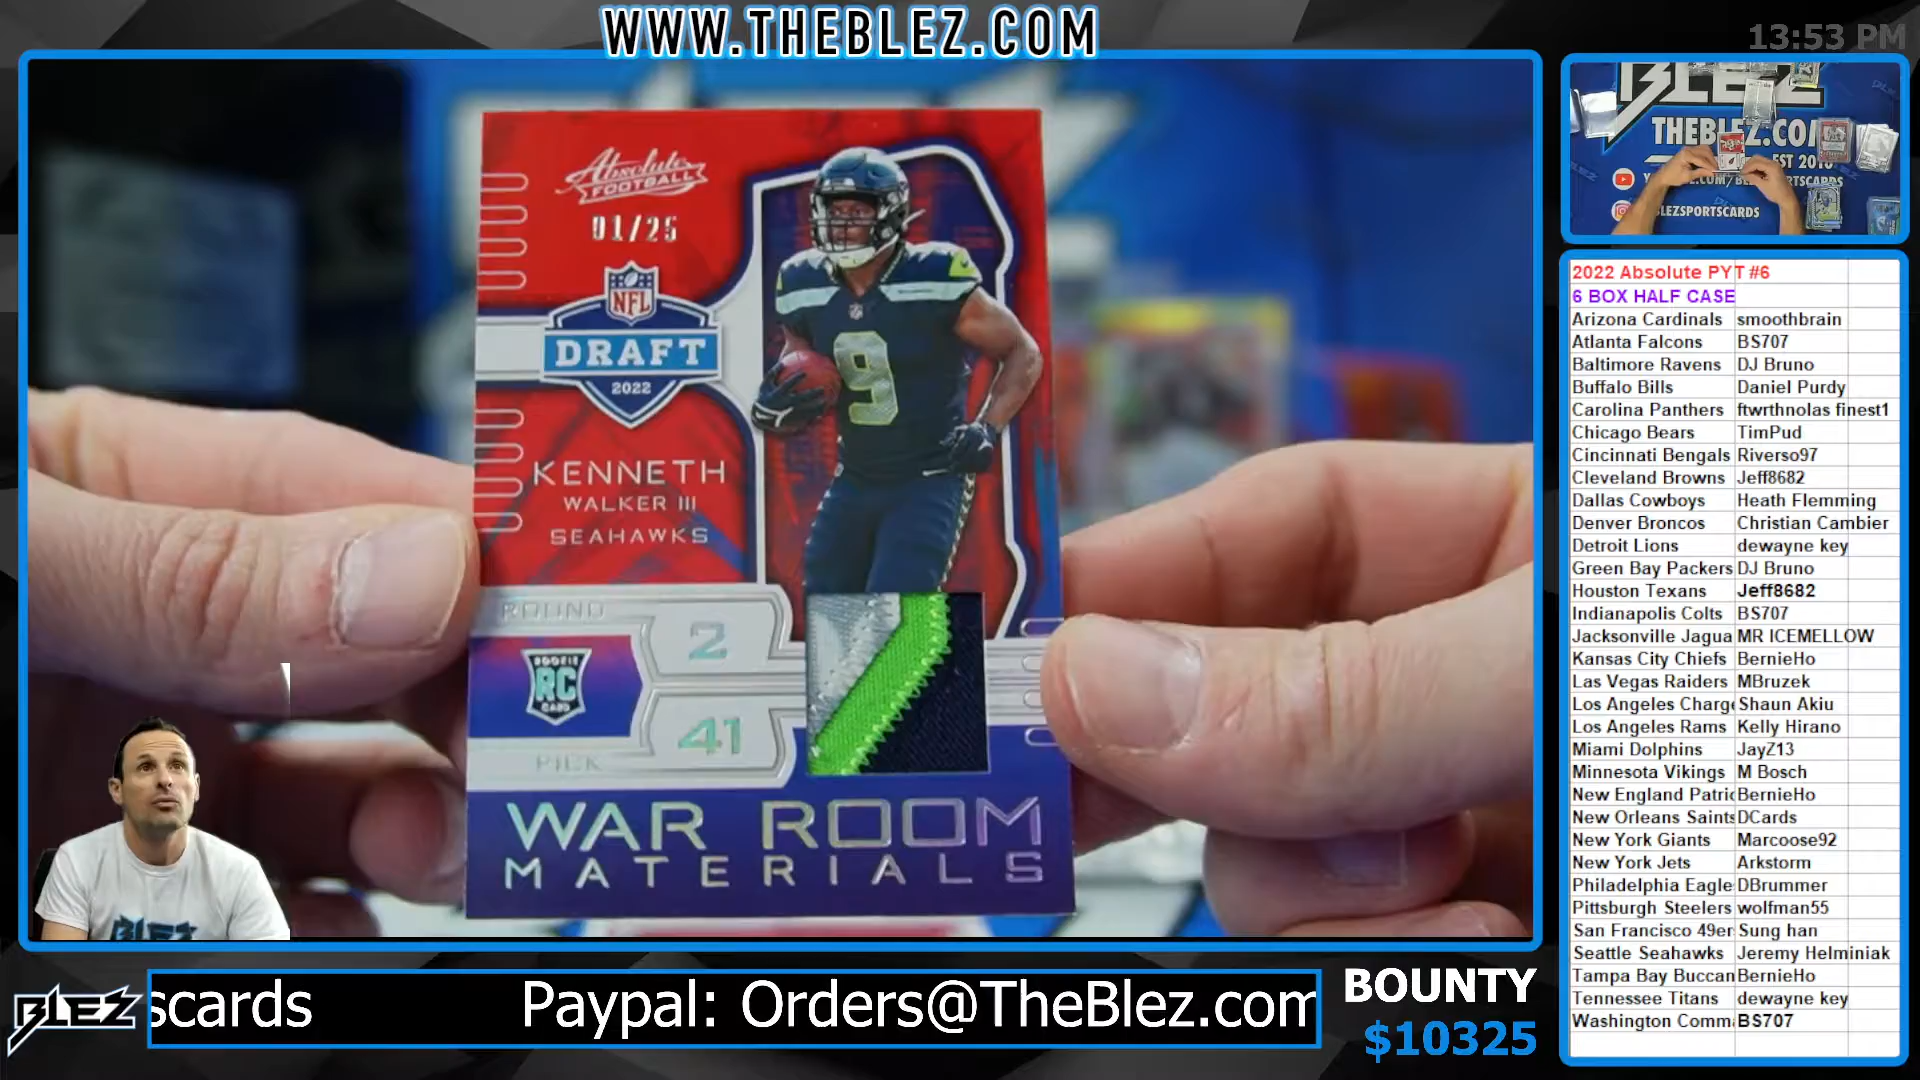 WWW.THEBLEZ.COM
13:53 PM
Absolute
FOOTBALL
01/25
NFL
DRAFT
2022
9
KENNETH
WALKER III
SEAHAWKS
ROUND
2
ROOKIE
RC
CARD
41
PICK
WAR ROOM
MATERIALS
BLEZ
BLEZ
THEBLEZ.CO
EST 20
BLEZSPORTSCARDS
2022 Absolute PYT #6
6 BOX HALF CASE
Arizona Cardinals smoothbrain
Atlanta Falcons BS707
Baltimore Ravens DJ Bruno
Buffalo Bills Daniel Purdy
Carolina Panthers ftwrthnolas finest1
Chicago Bears TimPud
Cincinnati Bengals Riverso97
Cleveland Browns Jeff8682
Dallas Cowboys Heath Flemming
Denver Broncos Christian Cambier
Detroit Lions dewayne key
Green Bay Packers DJ Bruno
Houston Texans Jeff8682
Indianapolis Colts BS707
Jacksonville Jagua MR ICEMELLOW
Kansas City Chiefs BernieHo
Las Vegas Raiders MBruzek
Los Angeles Charge Shaun Akiu
Los Angeles Rams Kelly Hirano
Miami Dolphins JayZ13
Minnesota Vikings M Bosch
New England Patric BernieHo
New Orleans Saints DCards
New York Giants Marcoose92
New York Jets Arkstorm
Philadelphia Eagle DBrummer
Pittsburgh Steelers wolfman55
San Francisco 49er Sung han
Seattle Seahawks Jeremy Helminiak
Tampa Bay Buccan BernieHo
Tennessee Titans dewayne key
Washington Comma BS707
BLEZ
scards Paypal: Orders@TheBlez.com
BOUNTY
$10325